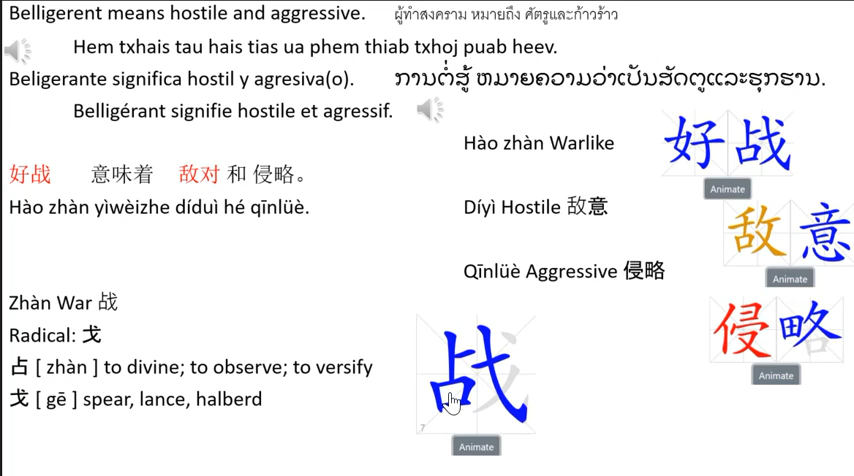 Belligerent means hostile and aggressive. ผู้ทำสงคราม หมายถึง ศัตรูและก้าวร้าว
Hem txhais tau hais tias ua phem thiab txhoj puab heev.
Beligerante significa hostil y agresiva(o). ການຕໍ່ສູ້ ຫມາຍຄວາມວ່າເປັນສັດຕູແລະຮຸກຮານ.
Belligérant signifie hostile et agressif.
Hào zhàn Warlike 好战
Animate
好战 意味着 敌对 和 侵略。
Hào zhàn yìwèizhe díduì hé qīnlüè.
Díyì Hostile 敌意 敌意
Animate
Qīnlüè Aggressive 侵略 侵略
Animate
Zhàn War 战
Radical: 戈
占 [ zhàn ] to divine; to observe; to versify
戈 [ gē ] spear, lance, halberd
战
7
Animate